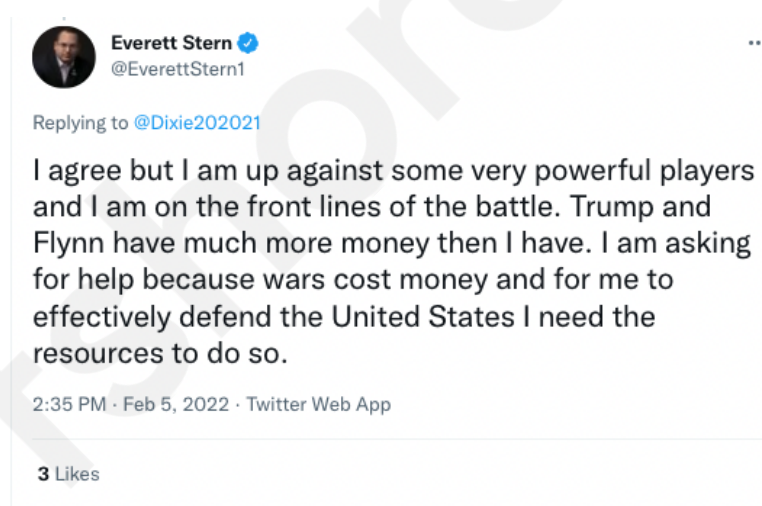 Everett Stern
@EverettStern1
Replying to @Dixie202021
I agree but I am up against some very powerful players
and I am on the front lines of the battle. Trump and
Flynn have much more money then I have. I am asking
for help because wars cost money and for me to
effectively defend the United States I need the
resources to do so.
2:35 PM · Feb 5, 2022 · Twitter Web App
3 Likes